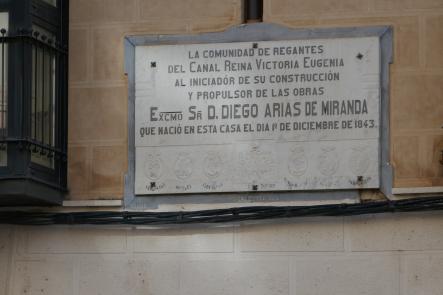 LA COMUNIDAD DE REGANTES
DEL CANAL REINA VICTORIA EUGENIA
AL INICIADOR DE SU CONSTRUCCIÓN
Y PROPULSOR DE LAS OBRAS
EXCMO SR D. DIEGO ARIAS DE MIRANDA
QUE NACIÓ EN ESTA CASA EL DIA 1º DE DICIEMBRE DE 1843.